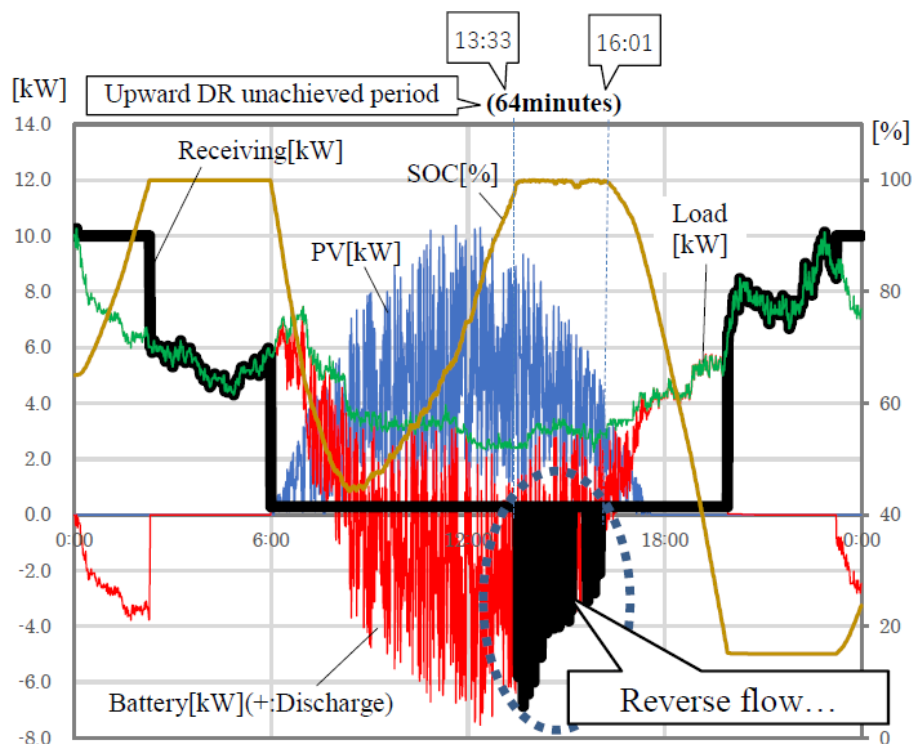 13:33
16:01
[kW]
Upward DR unachieved period
(64minutes)
14.0
[%]
Receiving[kW]
SOC[%]
Load
[kW]
12.0
100
PV[kW]
10.0
8.0
80
6.0
4.0
60
2.0
0.0
40
0:00
6:00
12:00
18:00
0:00
-2.0
-4.0
20
-6.0
Battery[kW](+:Discharge)
Reverse flow…
-8.0
0